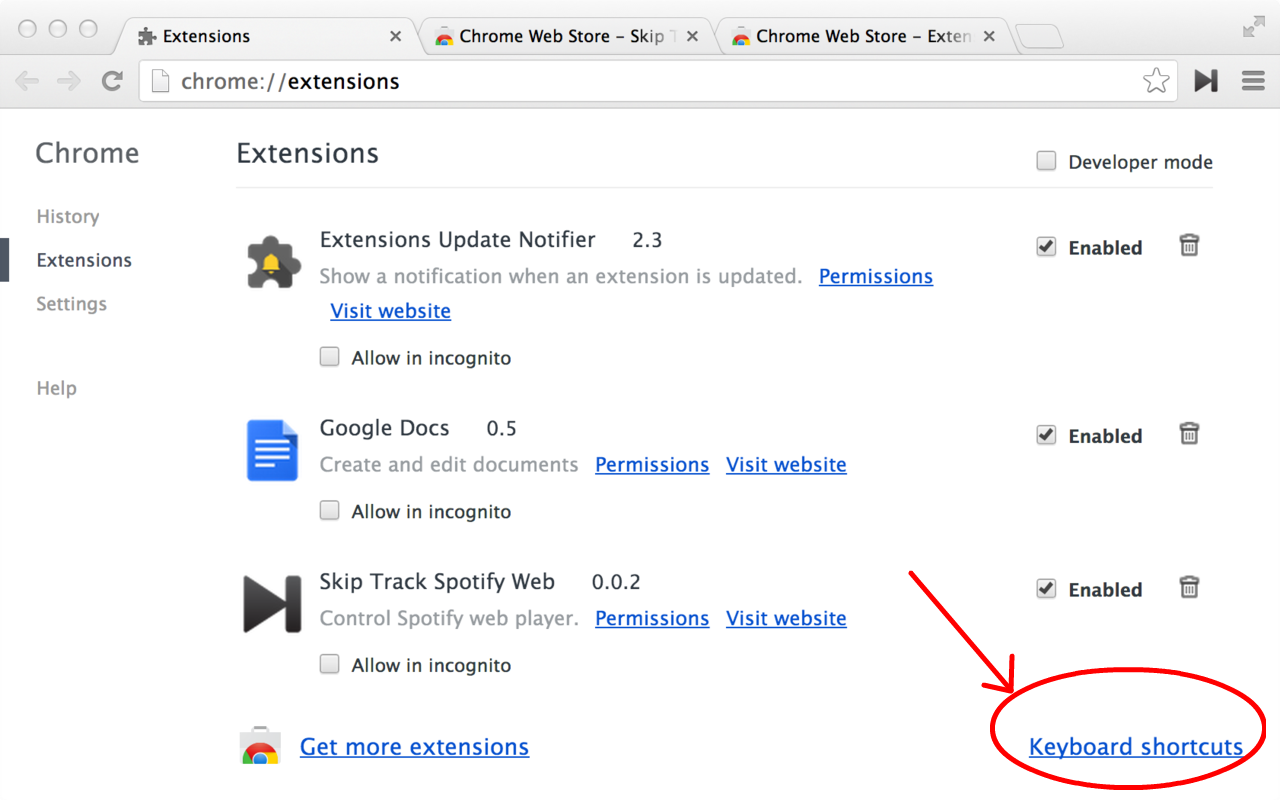 Extensions
Chrome Web Store – Skip T
Chrome Web Store – Exten
chrome://extensions
Chrome
Extensions
Developer mode
History
Extensions
Settings
Help
Extensions Update Notifier 2.3
Enabled
Show a notification when an extension is updated. Permissions
Visit website
Allow in incognito
Google Docs 0.5
Enabled
Create and edit documents Permissions Visit website
Allow in incognito
Skip Track Spotify Web 0.0.2
Enabled
Control Spotify web player. Permissions Visit website
Allow in incognito
Get more extensions
Keyboard shortcuts